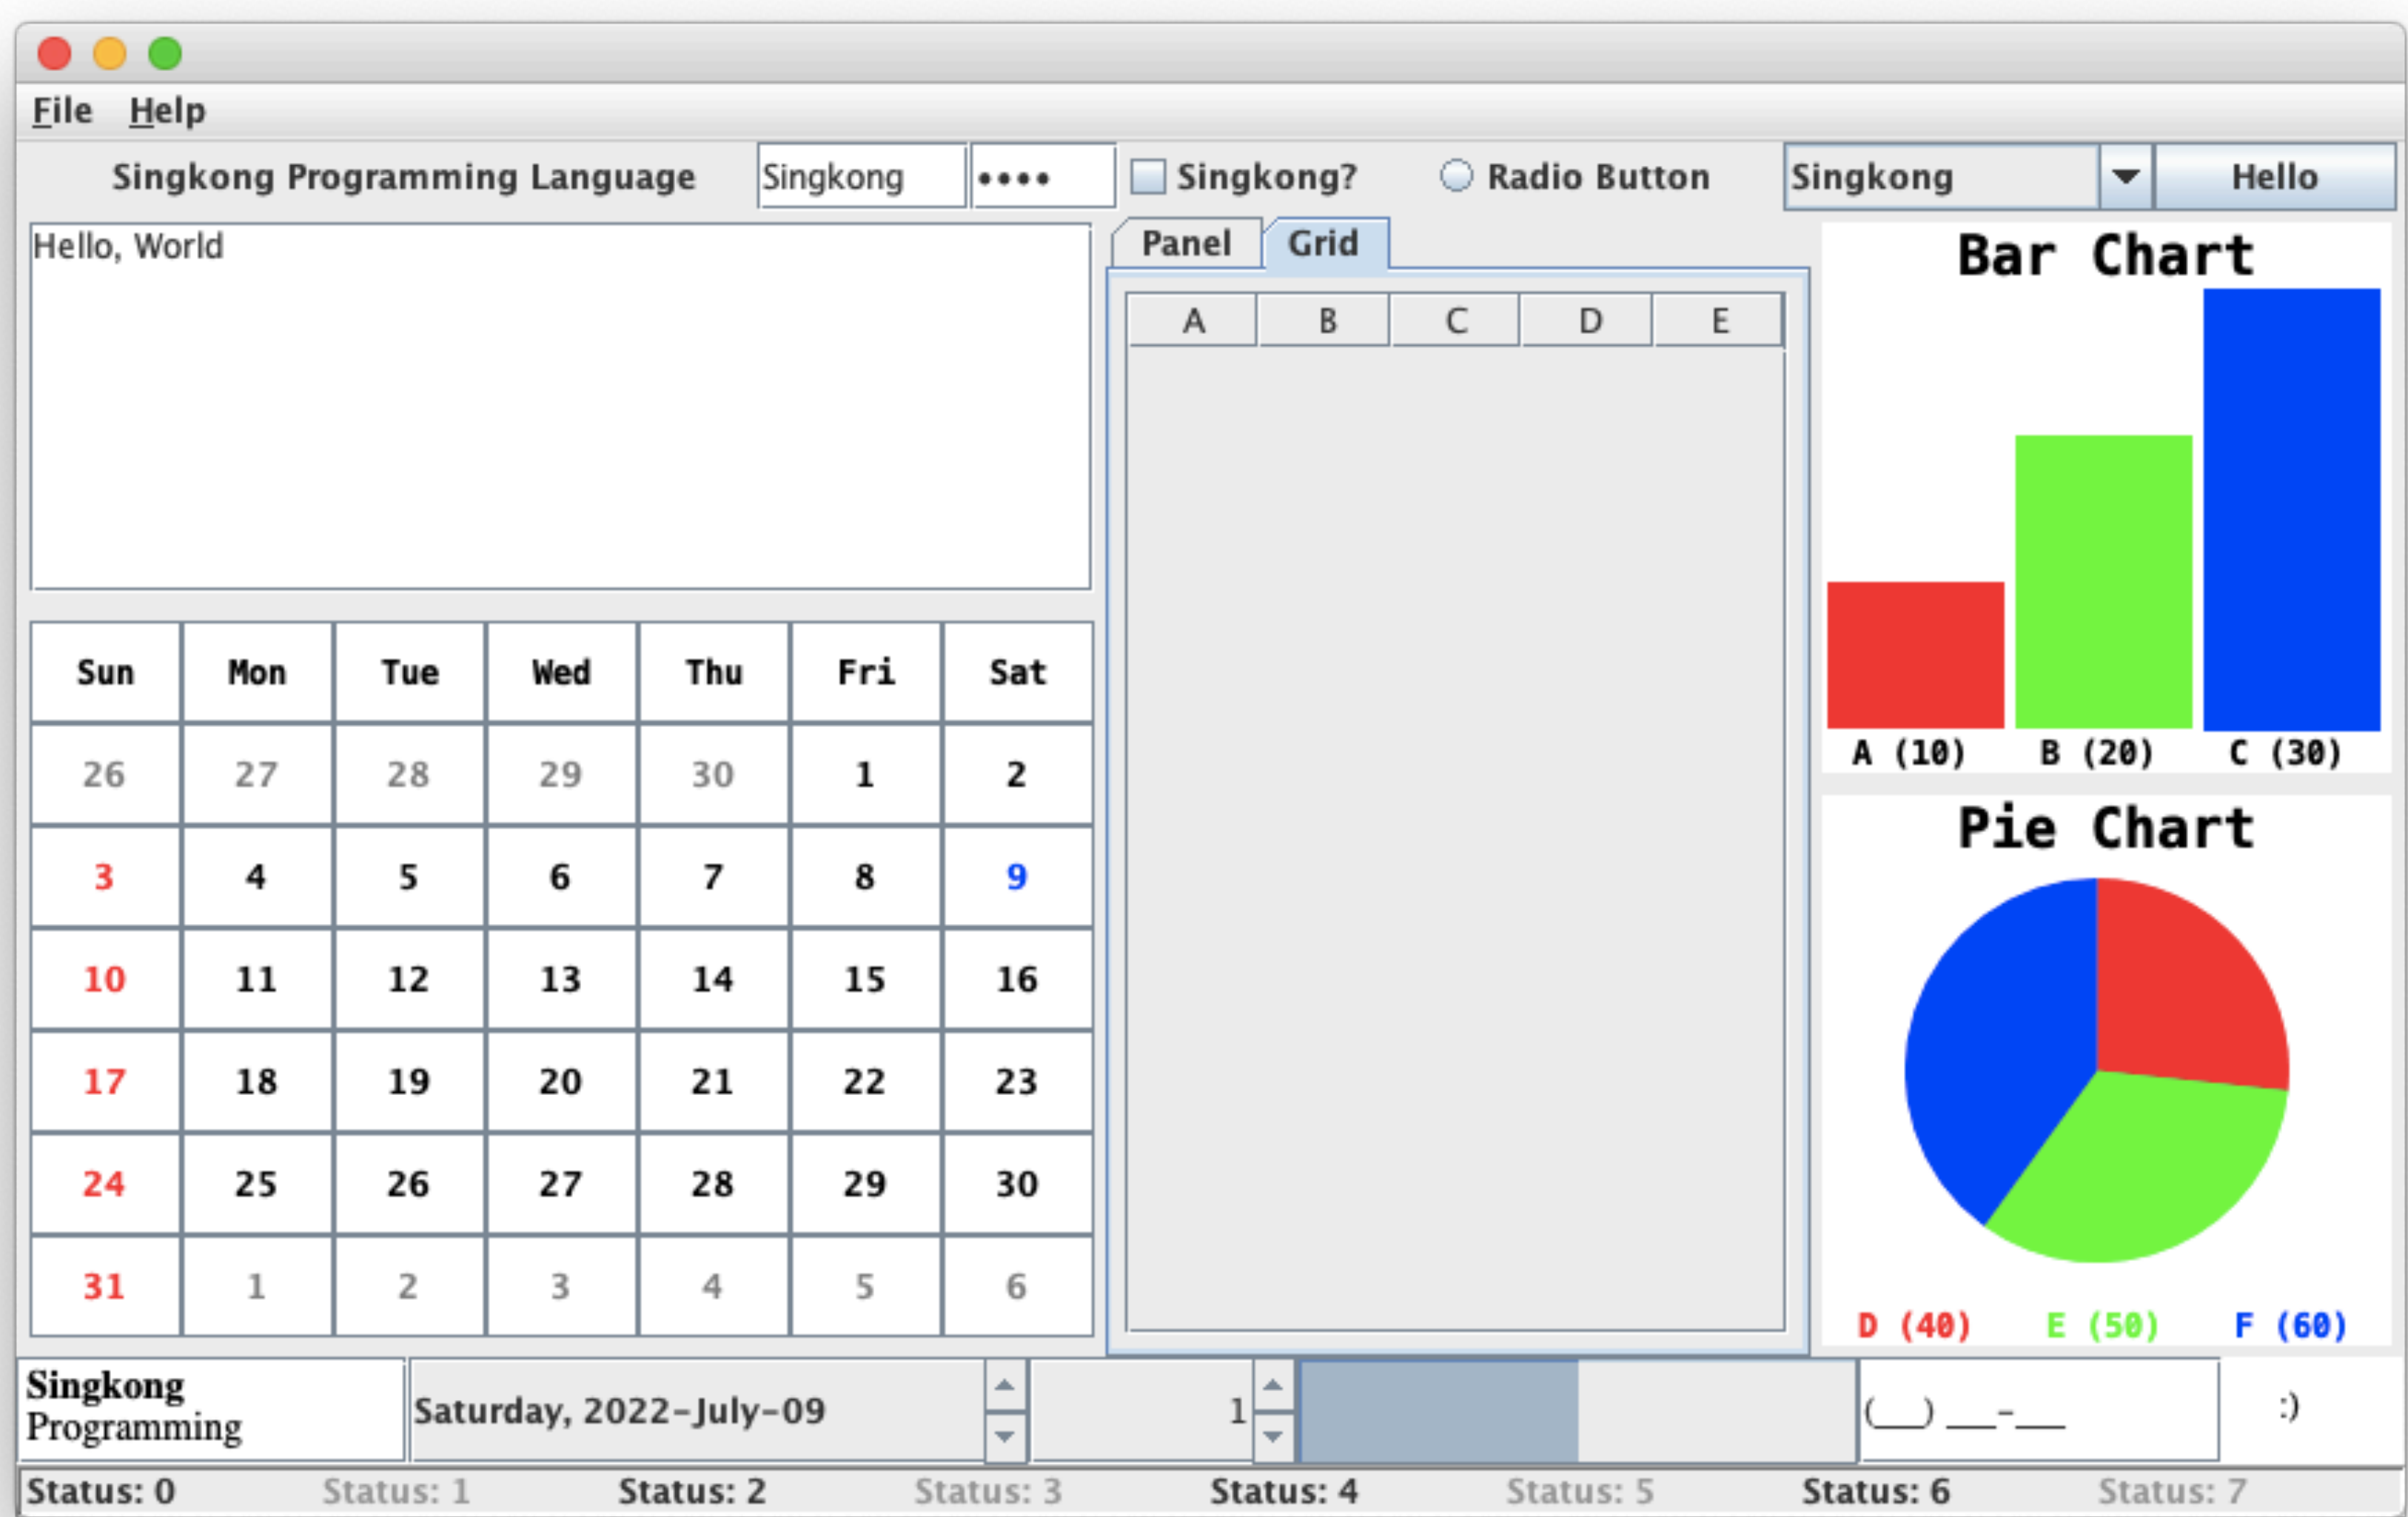 File Help
Singkong Programming Language Singkong •••• Singkong? Radio Button Singkong Hello
Hello, World
Panel Grid
A B C D E
Bar Chart
A (10) B (20) C (30)
Sun Mon Tue Wed Thu Fri Sat
26 27 28 29 30 1 2
3 4 5 6 7 8 9
10 11 12 13 14 15 16
17 18 19 20 21 22 23
24 25 26 27 28 29 30
31 1 2 3 4 5 6
Pie Chart
D (40) E (50) F (60)
Singkong
Programming
Saturday, 2022-July-09 1 (___) ___-___ :)
Status: 0 Status: 1 Status: 2 Status: 3 Status: 4 Status: 5 Status: 6 Status: 7